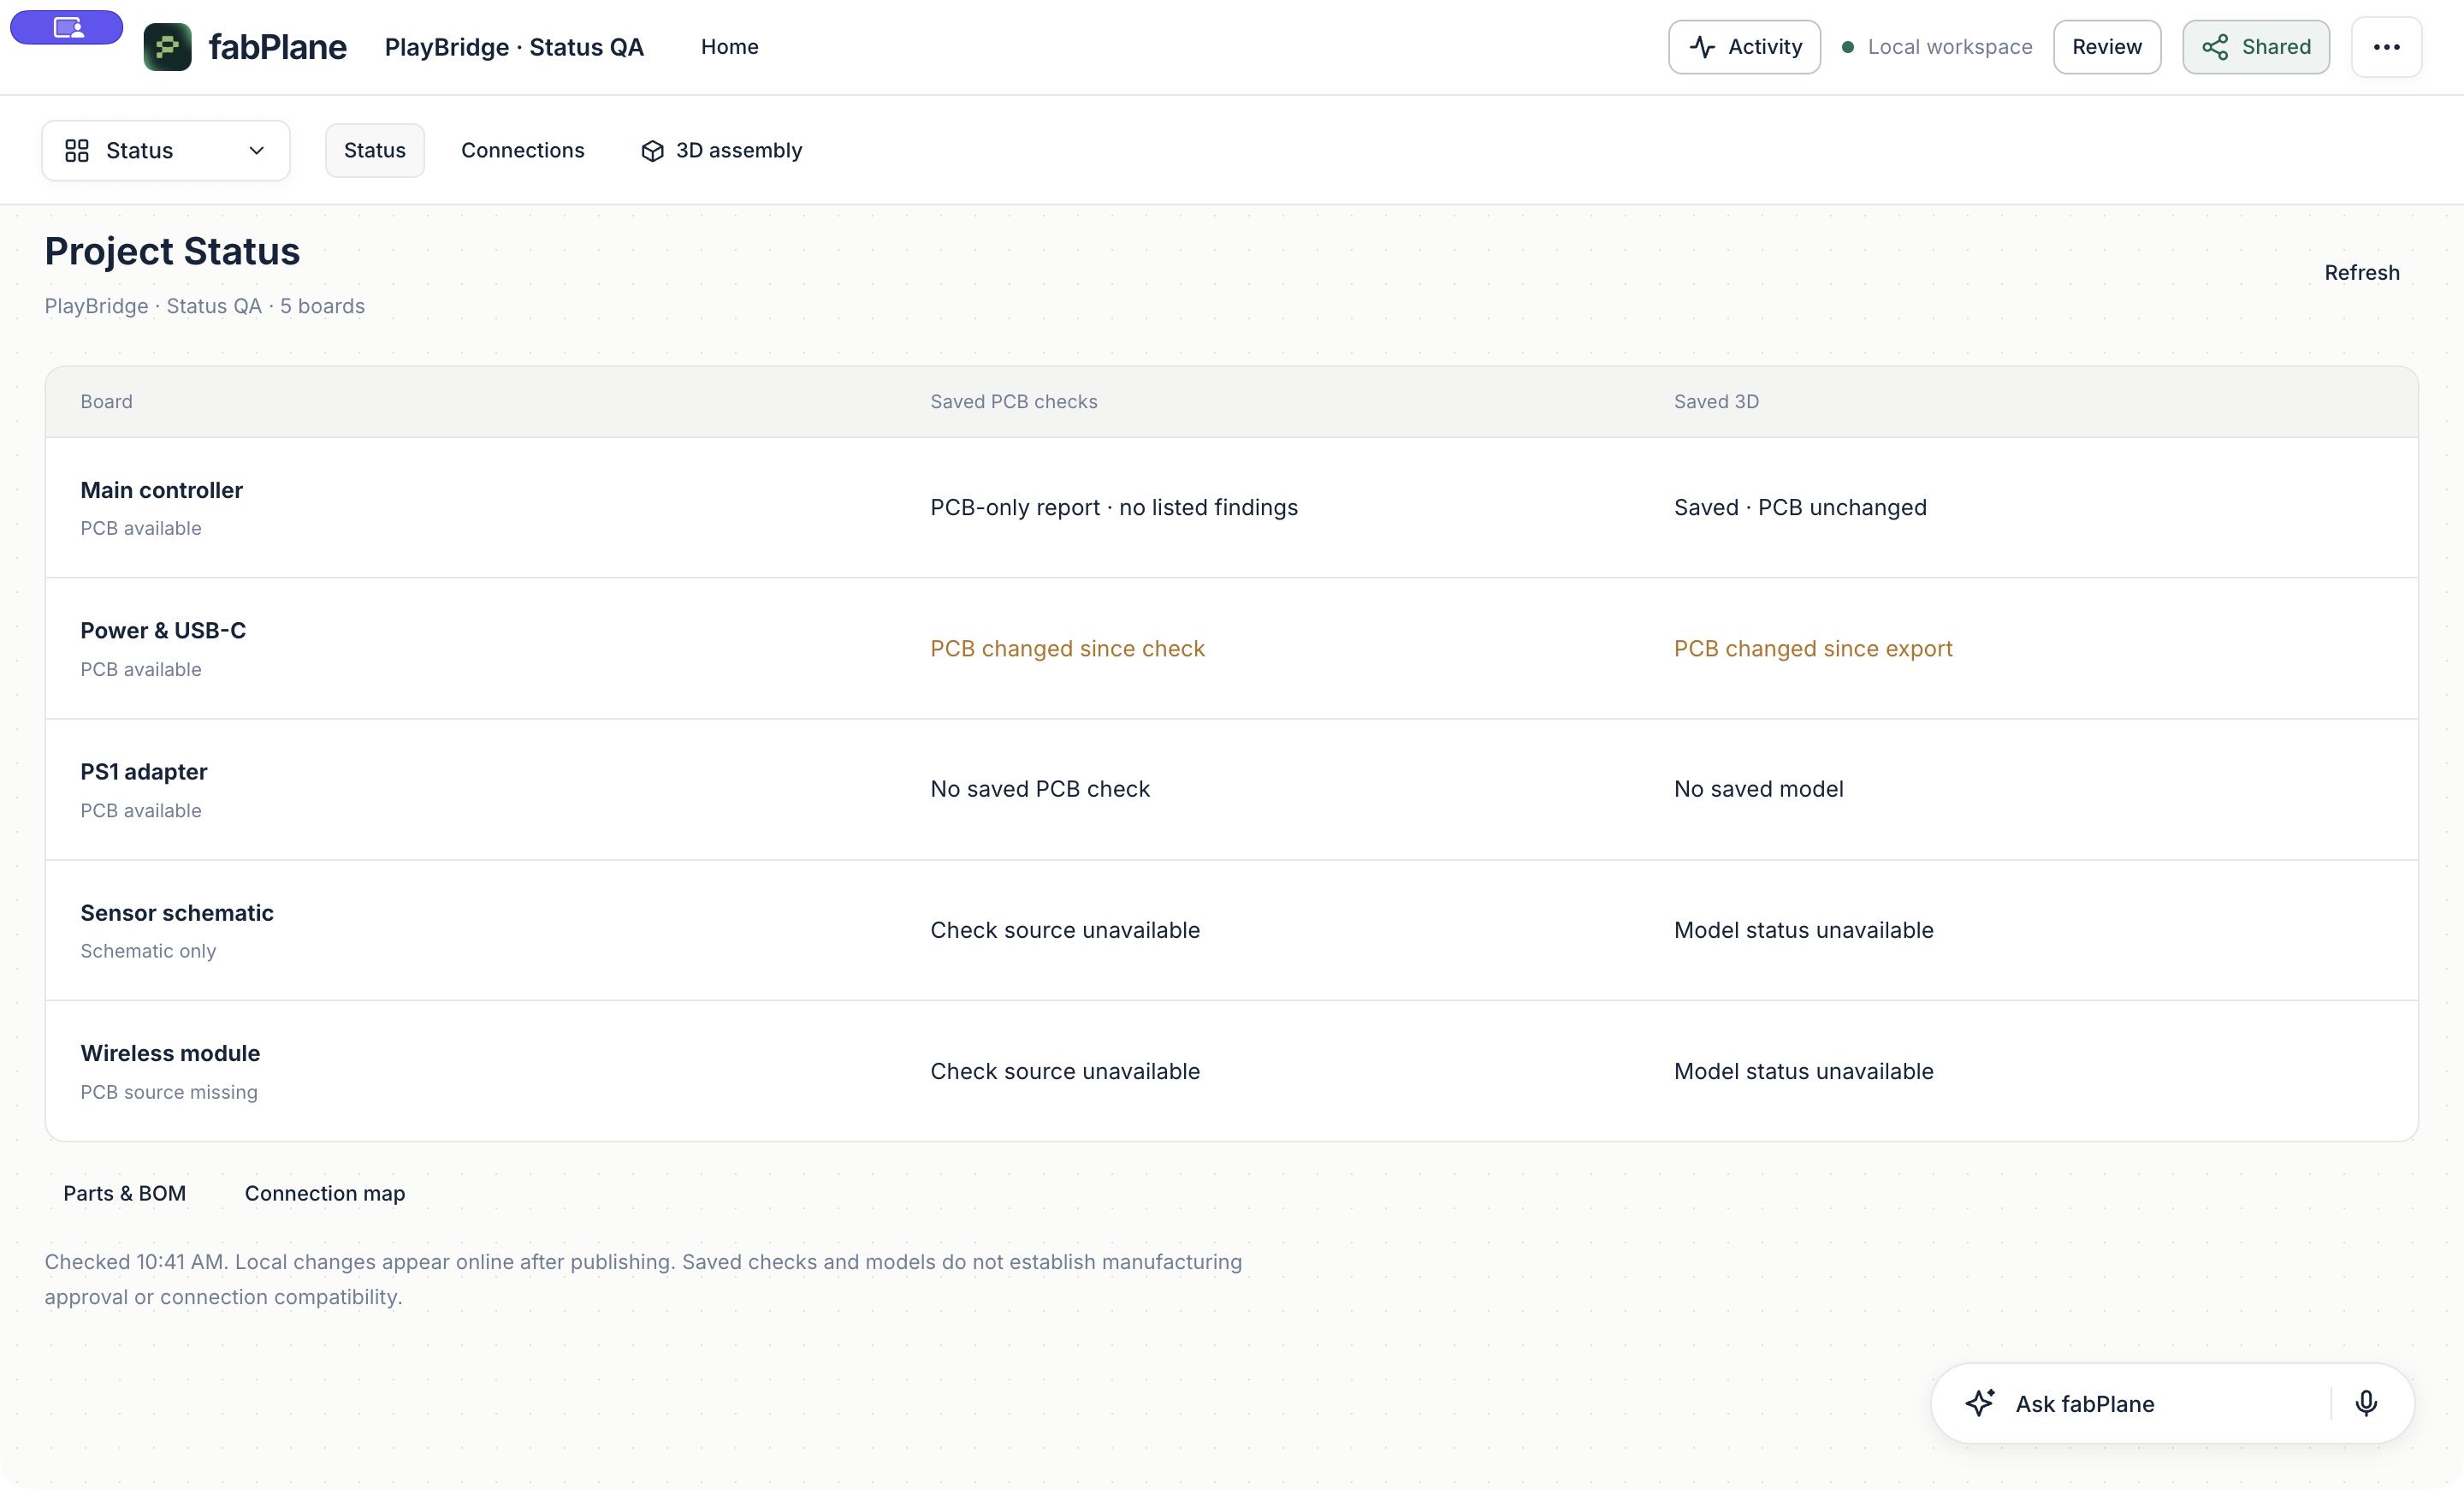 fabPlane
PlayBridge · Status QA
Home
Activity
Local workspace
Review
Shared
Status
Status
Connections
3D assembly
Project Status
Refresh
PlayBridge · Status QA · 5 boards
Board
Saved PCB checks
Saved 3D
Main controller
PCB available
PCB-only report · no listed findings
Saved · PCB unchanged
Power & USB-C
PCB available
PCB changed since check
PCB changed since export
PS1 adapter
PCB available
No saved PCB check
No saved model
Sensor schematic
Schematic only
Check source unavailable
Model status unavailable
Wireless module
PCB source missing
Check source unavailable
Model status unavailable
Parts & BOM
Connection map
Checked 10:41 AM. Local changes appear online after publishing. Saved checks and models do not establish manufacturing
approval or connection compatibility.
Ask fabPlane